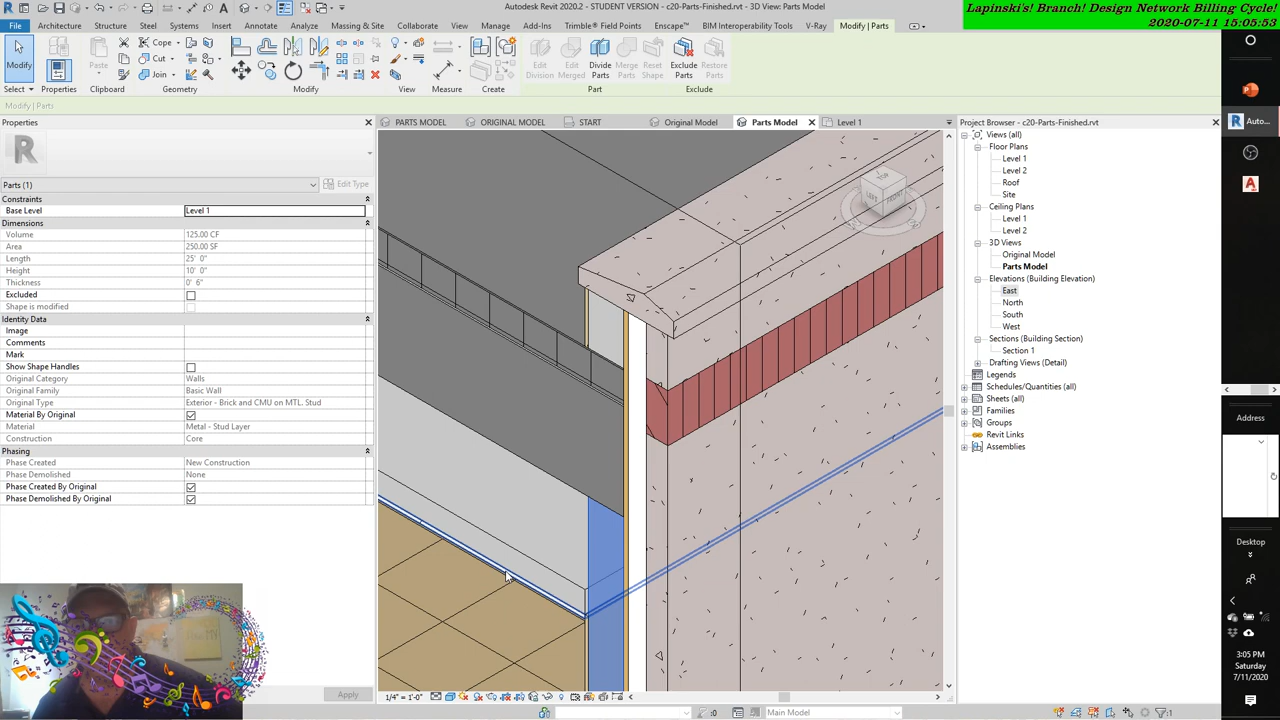 Autodesk Revit 2020.2 - STUDENT VERSION - c20-Parts-Finished.rvt - 3D View: Parts Model
Lapinski's! Branch! Design Network Billing Cycle!
2020-07-11 15:05:53
File Architecture Structure Steel Systems Insert Annotate Analyze Massing & Site Collaborate View Manage Add-Ins Trimble® Field Points Enscape™ BIM Interoperability Tools V-Ray Modify | Parts
Modify
Properties
Paste
Cope
Cut
Join
Edit Division
Edit Merged
Divide Parts
Merge Parts
Reset Shape
Exclude Parts
Restore Parts
Select Properties Clipboard Geometry Modify View Measure Create Part Exclude
Modify | Parts
Properties
PARTS MODEL
ORIGINAL MODEL
START
Original Model
Parts Model
Level 1
Project Browser - c20-Parts-Finished.rvt
Parts (1)
Edit Type
Constraints
Base Level Level 1
Dimensions
Volume 125.00 CF
Area 250.00 SF
Length 25' 0"
Height 10' 0"
Thickness 0' 6"
Excluded
Shape is modified
Identity Data
Image
Comments
Mark
Show Shape Handles
Original Category Walls
Original Family Basic Wall
Original Type Exterior - Brick and CMU on MTL. Stud
Material By Original
Material Metal - Stud Layer
Construction Core
Phasing
Phase Created New Construction
Phase Demolished None
Phase Created By Original
Phase Demolished By Original
Apply
TOP
LEFT
FRONT
Views (all)
Floor Plans
Level 1
Level 2
Roof
Site
Ceiling Plans
Level 1
Level 2
3D Views
Original Model
Parts Model
Elevations (Building Elevation)
East
North
South
West
Sections (Building Section)
Section 1
Drafting Views (Detail)
Legends
Schedules/Quantities (all)
Sheets (all)
Families
Groups
Revit Links
Assemblies
1/4" = 1'-0"
:0
Main Model
:1
Auto...
Address
Desktop
3:05 PM
Saturday
7/11/2020